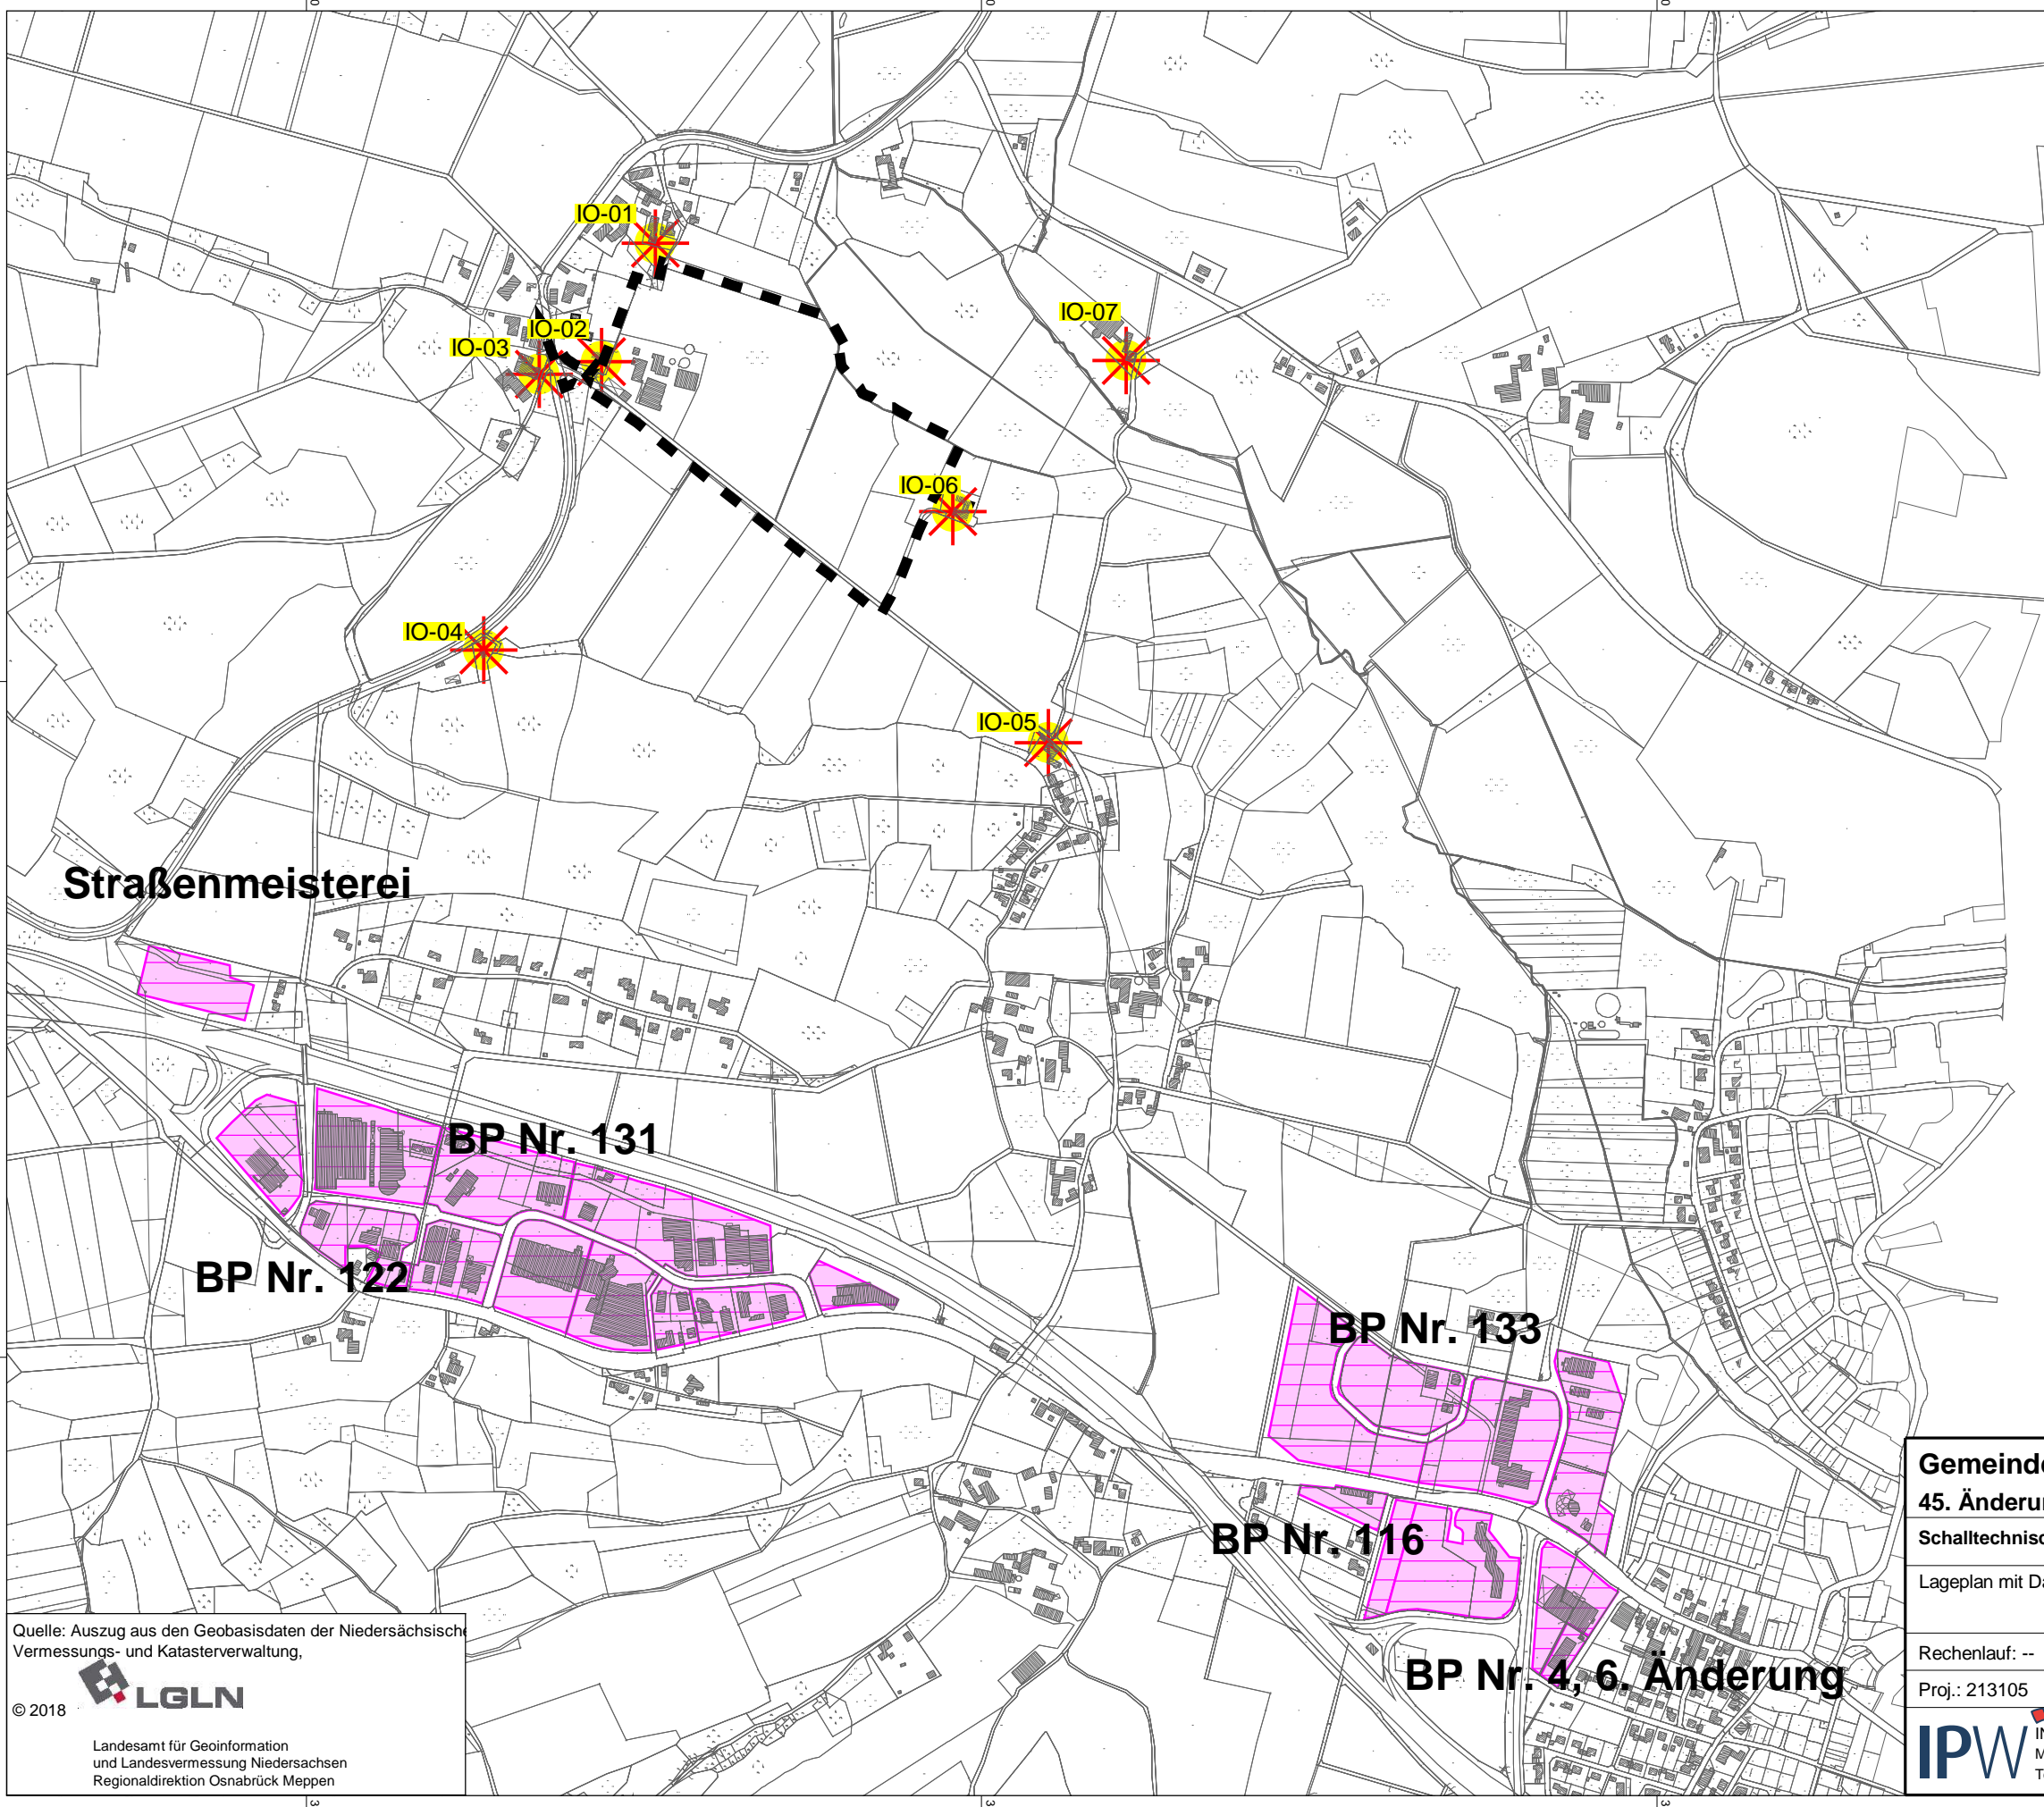 IO-01
IO-07
IO-02
IO-03
IO-06
IO-04
IO-05
Straßenmeisterei
BP Nr. 131
BP Nr. 122
BP Nr. 133
BP Nr. 116
BP Nr. 4, 6. Änderung
Quelle: Auszug aus den Geobasisdaten der Niedersächsische
Vermessungs- und Katasterverwaltung,
LGLN
© 2018
Landesamt für Geoinformation
und Landesvermessung Niedersachsen
Regionaldirektion Osnabrück Meppen
Gemeinde
45. Änderu
Schalltechnisc
Lageplan mit Da
Rechenlauf: --
Proj.: 213105
IPW